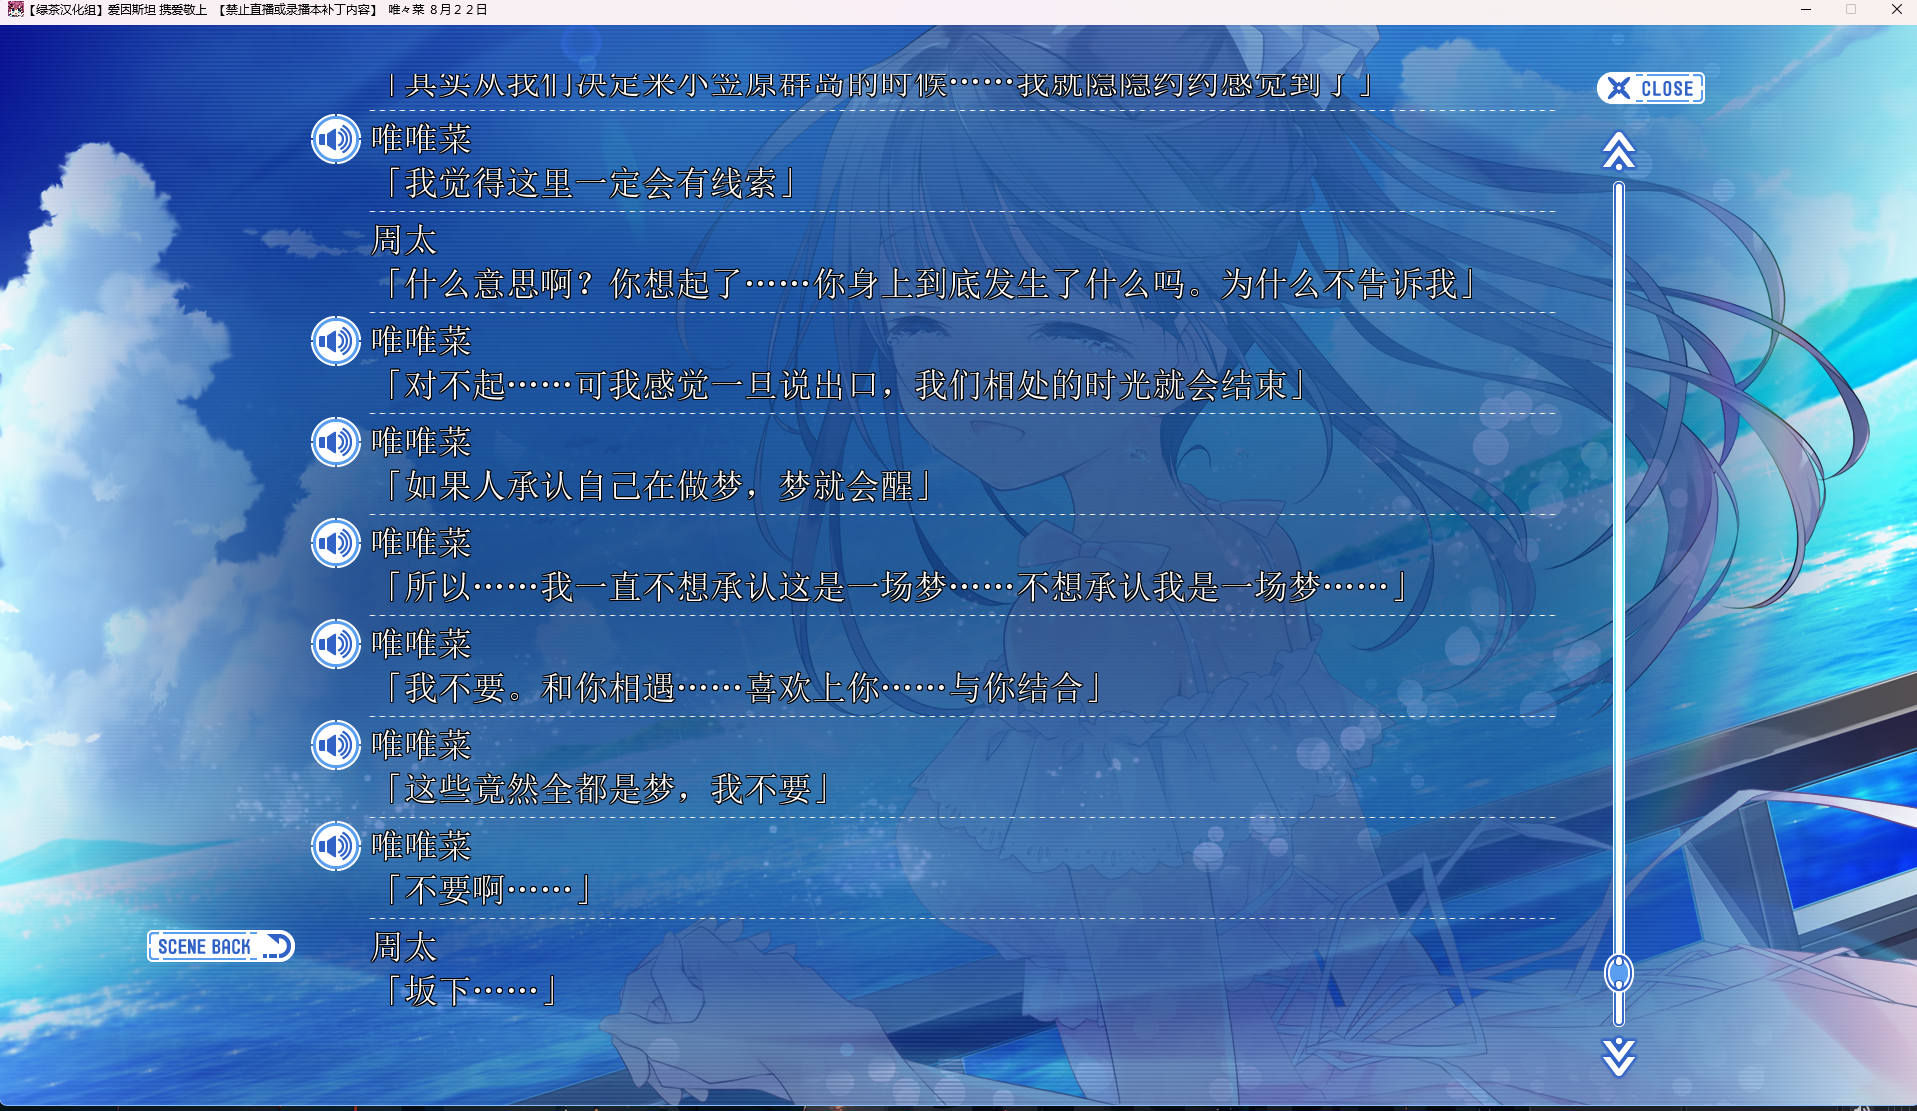 【绿茶汉化组】爱因斯坦 携爱敬上 【禁止直播或录播本补丁内容】 唯々菜 8月22日
「其实从我们决定来小笠原群岛的时候……我就隐隐约约感觉到了」
CLOSE
唯唯菜
「我觉得这里一定会有线索」
周太
「什么意思啊？你想起了……你身上到底发生了什么吗。为什么不告诉我」
唯唯菜
「对不起……可我感觉一旦说出口，我们相处的时光就会结束」
唯唯菜
「如果人承认自己在做梦，梦就会醒」
唯唯菜
「所以……我一直不想承认这是一场梦……不想承认我是一场梦……」
唯唯菜
「我不要。和你相遇……喜欢上你……与你结合」
唯唯菜
「这些竟然全都是梦，我不要」
唯唯菜
「不要啊……」
SCENE BACK
周太
「坂下……」